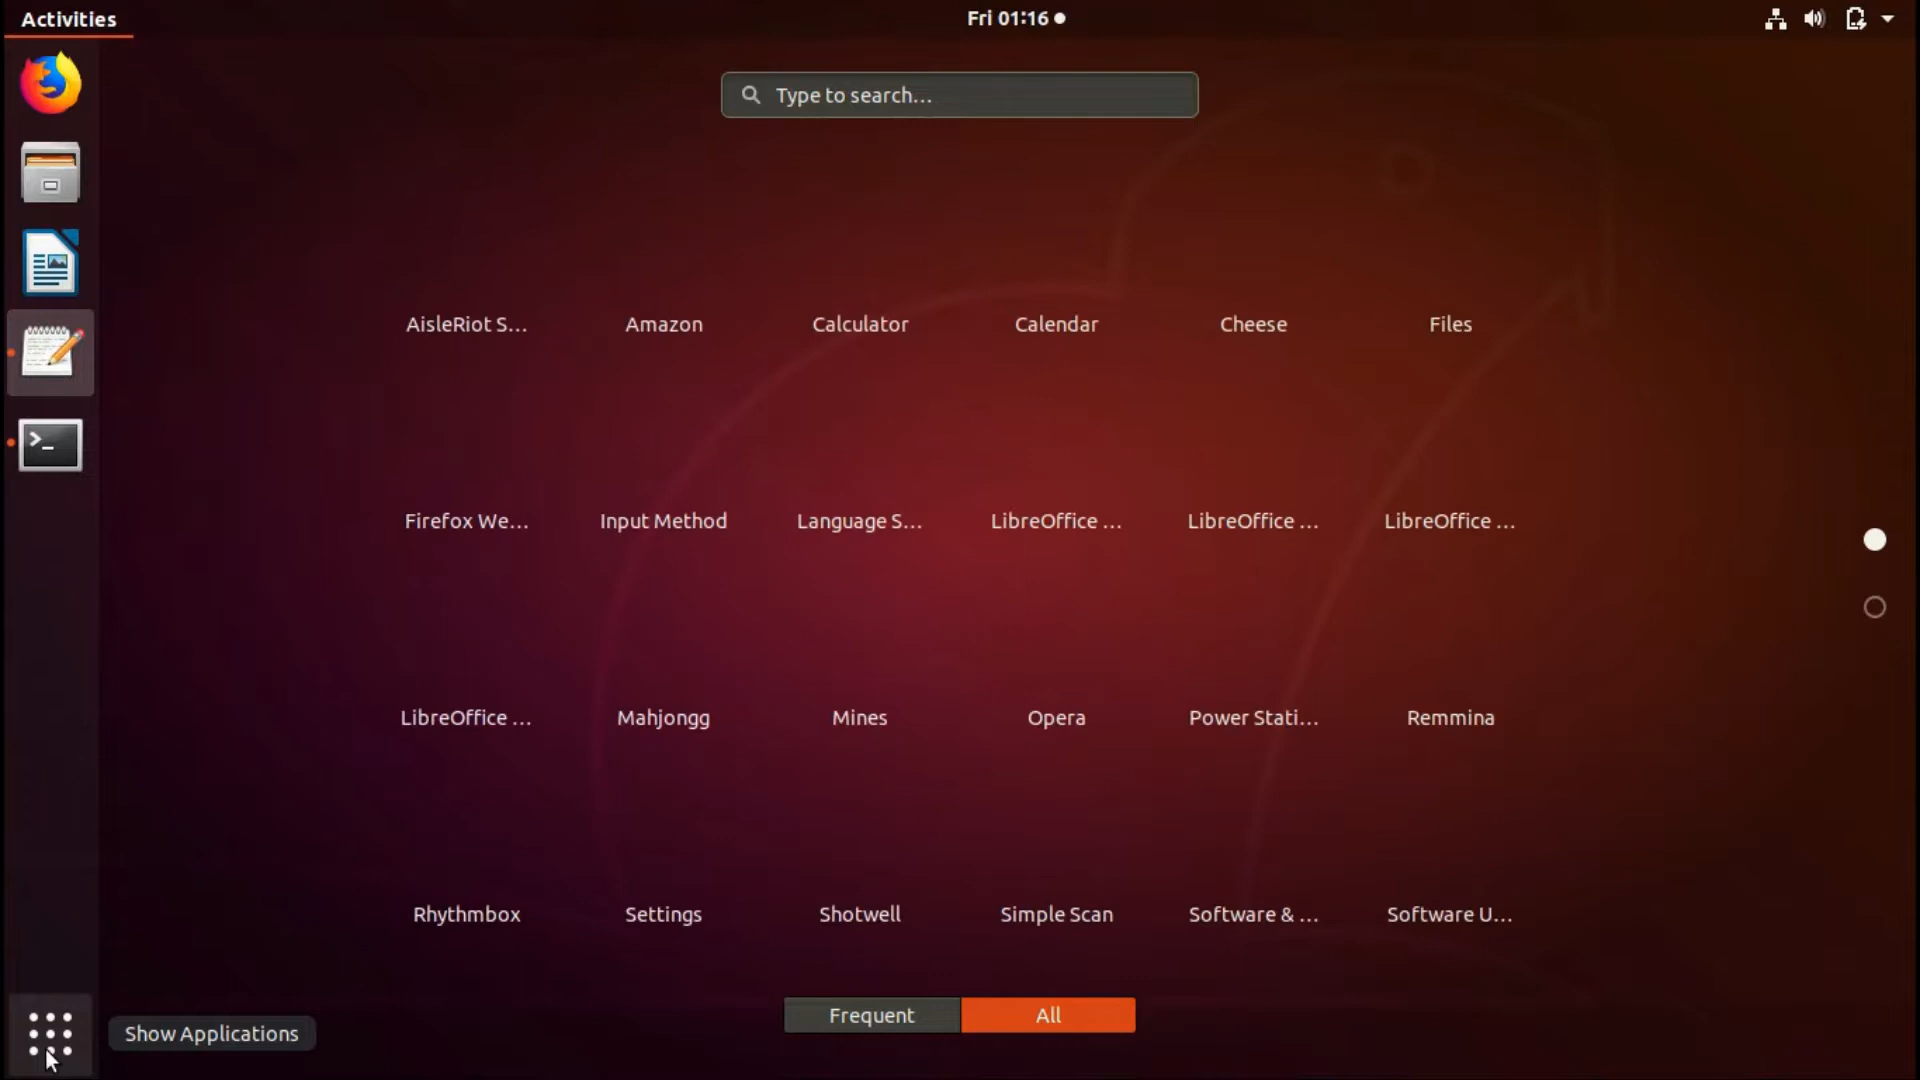 Activities
Fri 01:16
Type to search...
AisleRiot S...
Amazon
Calculator
Calendar
Cheese
Files
Firefox We...
Input Method
Language S...
LibreOffice ...
LibreOffice ...
LibreOffice ...
LibreOffice ...
Mahjongg
Mines
Opera
Power Stati...
Remmina
Rhythmbox
Settings
Shotwell
Simple Scan
Software & ...
Software U...
Frequent
All
Show Applications